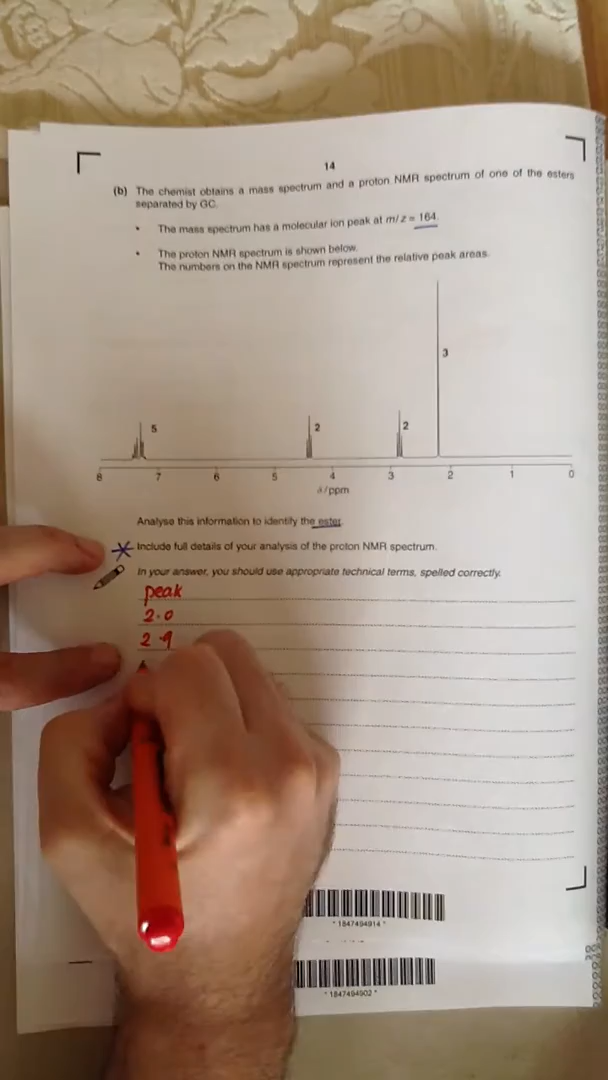 14
(b) The chemist obtains a mass spectrum and a proton NMR spectrum of one of the esters
separated by GC.
• The mass spectrum has a molecular ion peak at m/z = 164.
• The proton NMR spectrum is shown below.
The numbers on the NMR spectrum represent the relative peak areas.
3
5 2 2
8 7 6 5 4 3 2 1 0
δ/ppm
Analyse this information to identify the ester.
Include full details of your analysis of the proton NMR spectrum.
In your answer, you should use appropriate technical terms, spelled correctly.
peak
2.0
2.9
*1847494914*
*1847494902*